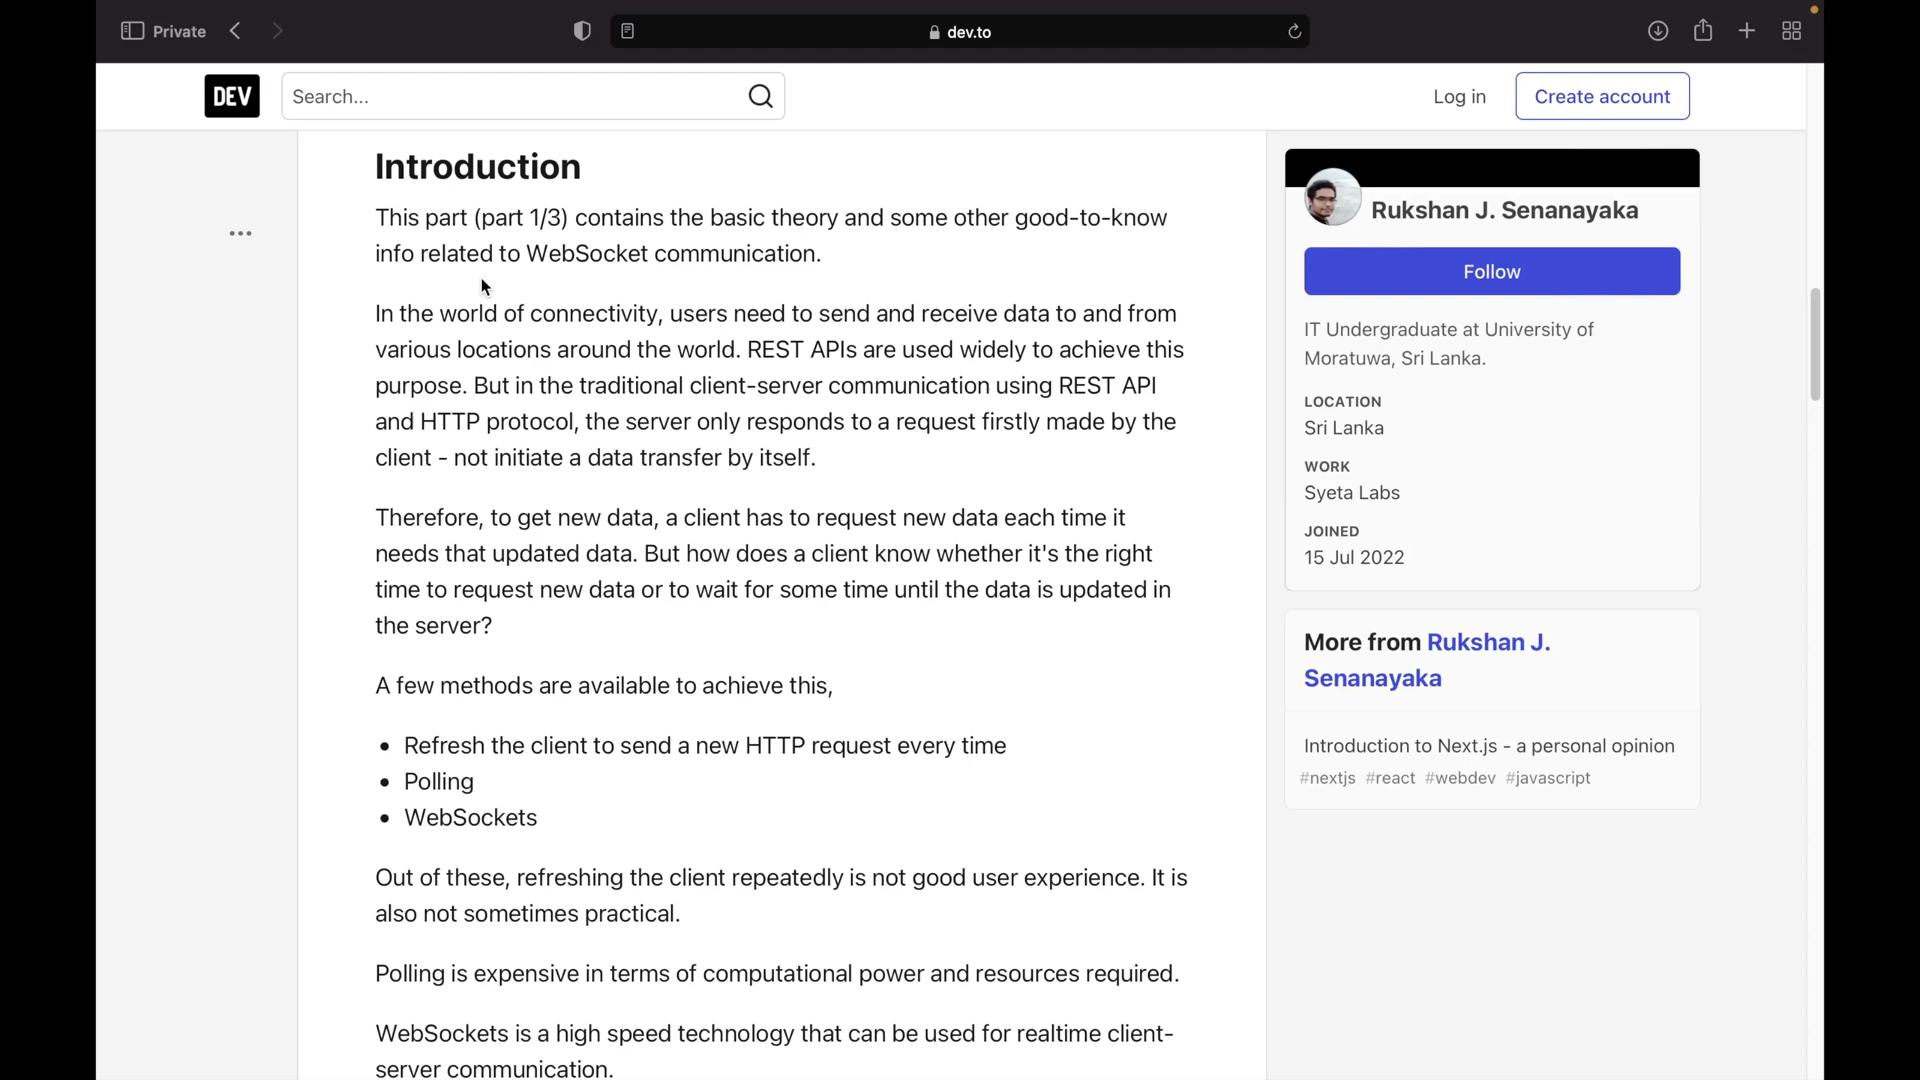 Private
dev.to
DEV
Search...
Log in
Create account
Introduction
This part (part 1/3) contains the basic theory and some other good-to-know
info related to WebSocket communication.
In the world of connectivity, users need to send and receive data to and from
various locations around the world. REST APIs are used widely to achieve this
purpose. But in the traditional client-server communication using REST API
and HTTP protocol, the server only responds to a request firstly made by the
client - not initiate a data transfer by itself.
Therefore, to get new data, a client has to request new data each time it
needs that updated data. But how does a client know whether it's the right
time to request new data or to wait for some time until the data is updated in
the server?
A few methods are available to achieve this,
Refresh the client to send a new HTTP request every time
Polling
WebSockets
Out of these, refreshing the client repeatedly is not good user experience. It is
also not sometimes practical.
Polling is expensive in terms of computational power and resources required.
WebSockets is a high speed technology that can be used for realtime client-
server communication.
Rukshan J. Senanayaka
Follow
IT Undergraduate at University of
Moratuwa, Sri Lanka.
LOCATION
Sri Lanka
WORK
Syeta Labs
JOINED
15 Jul 2022
More from Rukshan J.
Senanayaka
Introduction to Next.js - a personal opinion
#nextjs #react #webdev #javascript